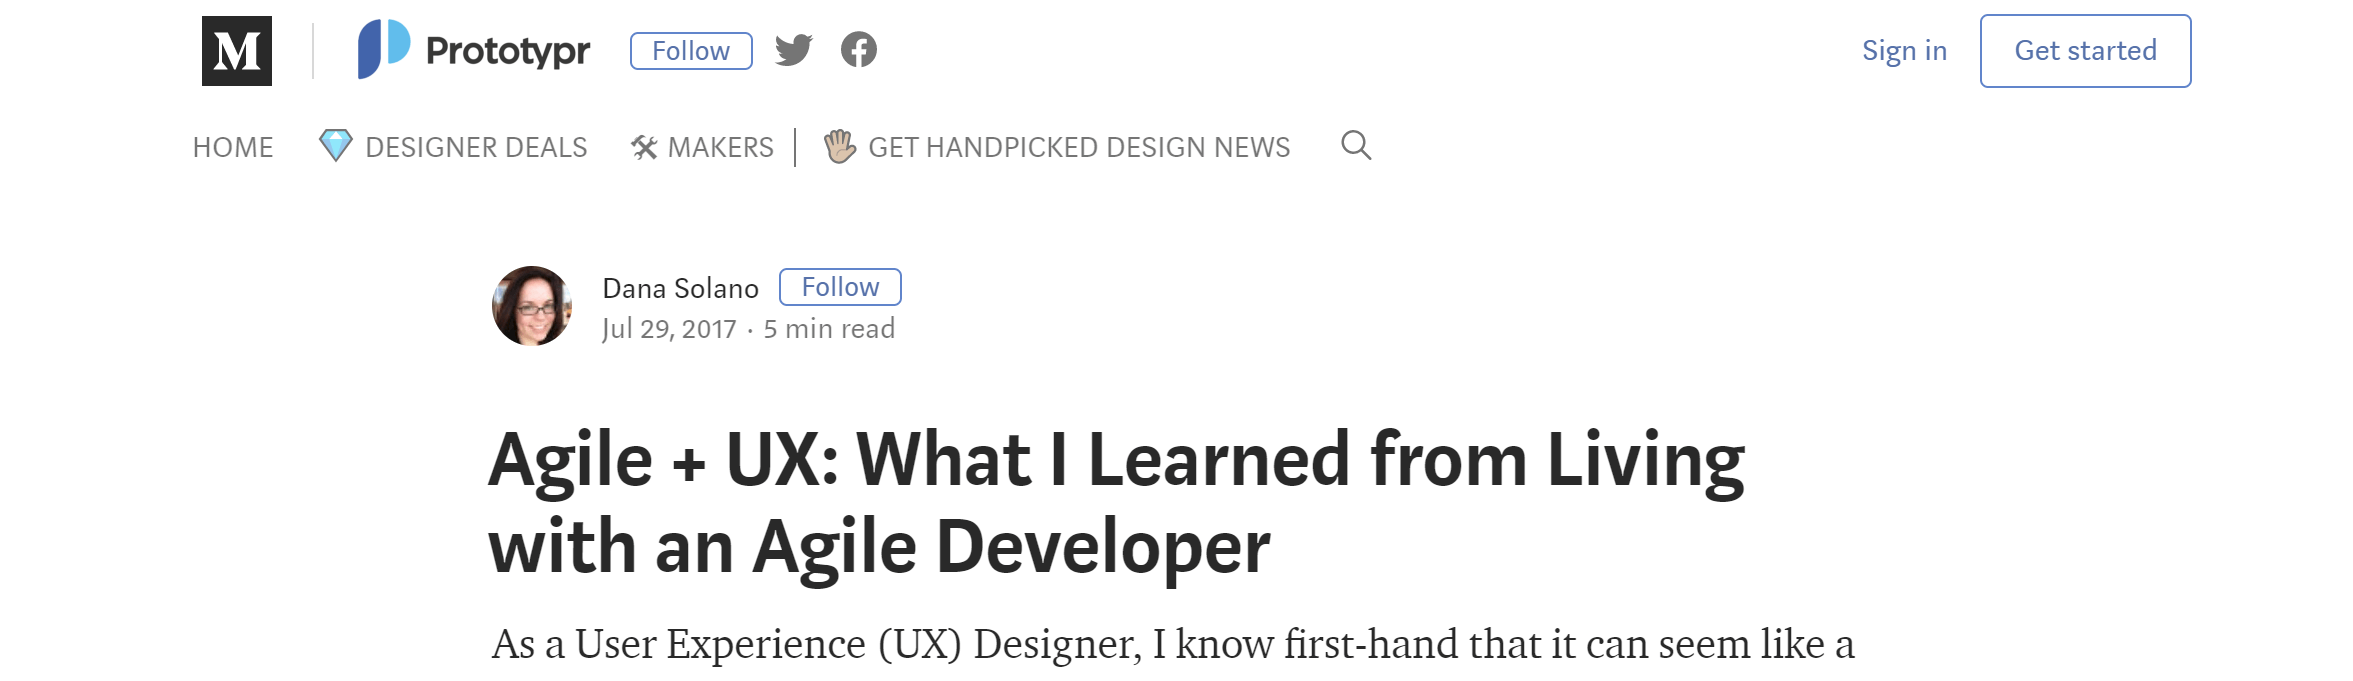 M Prototypr Follow Sign in Get started
HOME 💎 DESIGNER DEALS 🛠 MAKERS | 🖐🏼 GET HANDPICKED DESIGN NEWS
Dana Solano Follow
Jul 29, 2017 · 5 min read
Agile + UX: What I Learned from Living
with an Agile Developer
As a User Experience (UX) Designer, I know first-hand that it can seem like a